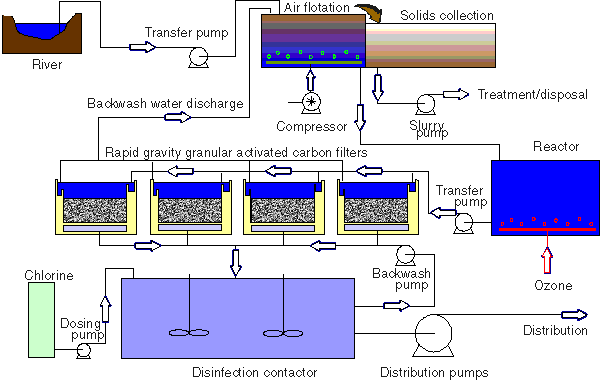 Air flotation
Solids collection
Transfer pump
River
Backwash water discharge
Treatment/disposal
Compressor
Slurry
pump
Rapid gravity granular activated carbon filters
Reactor
Transfer
pump
Backwash
pump
Ozone
Chlorine
Dosing
pump
Distribution
Disinfection contactor
Distribution pumps